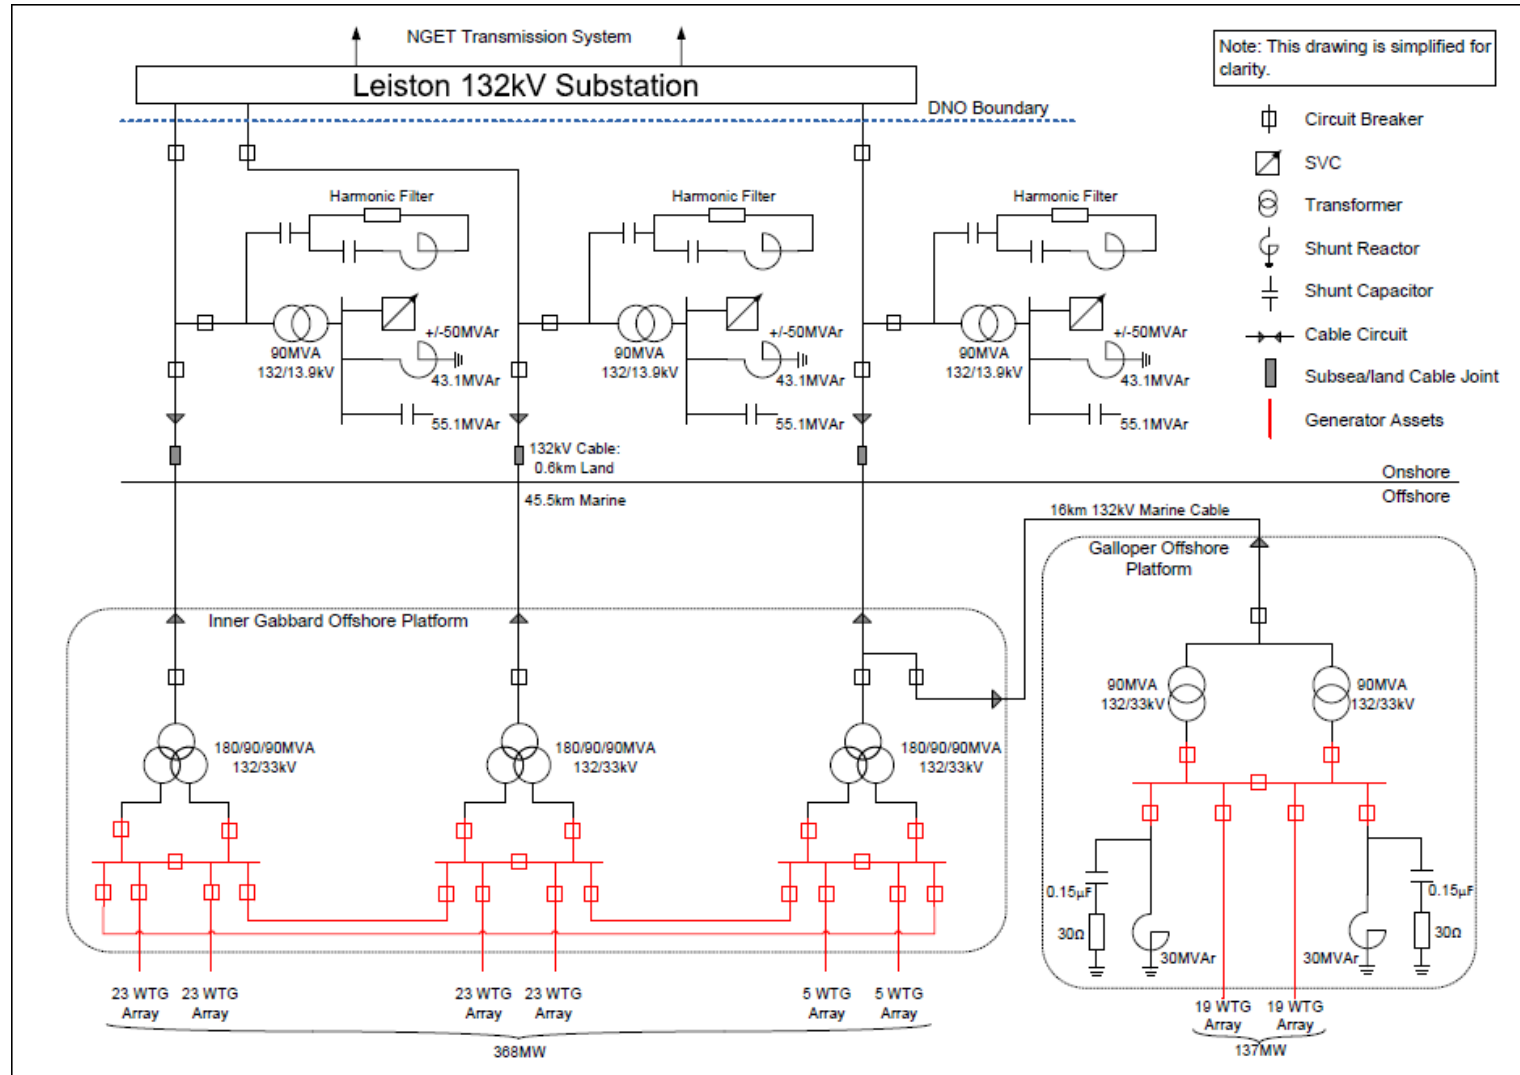 NGET Transmission System
Leiston 132kV Substation
DNO Boundary
Note: This drawing is simplified for
clarity.
Circuit Breaker
SVC
Transformer
Shunt Reactor
Shunt Capacitor
Cable Circuit
Subsea/land Cable Joint
Generator Assets
Harmonic Filter
Harmonic Filter
Harmonic Filter
+/-50MVAr
+/-50MVAr
+/-50MVAr
90MVA
132/13.9kV
90MVA
132/13.9kV
90MVA
132/13.9kV
43.1MVAr
43.1MVAr
43.1MVAr
55.1MVAr
55.1MVAr
55.1MVAr
132kV Cable:
0.6km Land
45.5km Marine
Onshore
Offshore
16km 132kV Marine Cable
Galloper Offshore
Platform
Inner Gabbard Offshore Platform
90MVA
132/33kV
90MVA
132/33kV
180/90/90MVA
132/33kV
180/90/90MVA
132/33kV
180/90/90MVA
132/33kV
0.15µF
0.15µF
30Ω
30Ω
30MVAr
30MVAr
23 WTG
Array
23 WTG
Array
23 WTG
Array
23 WTG
Array
5 WTG
Array
5 WTG
Array
19 WTG
Array
19 WTG
Array
368MW
137MW